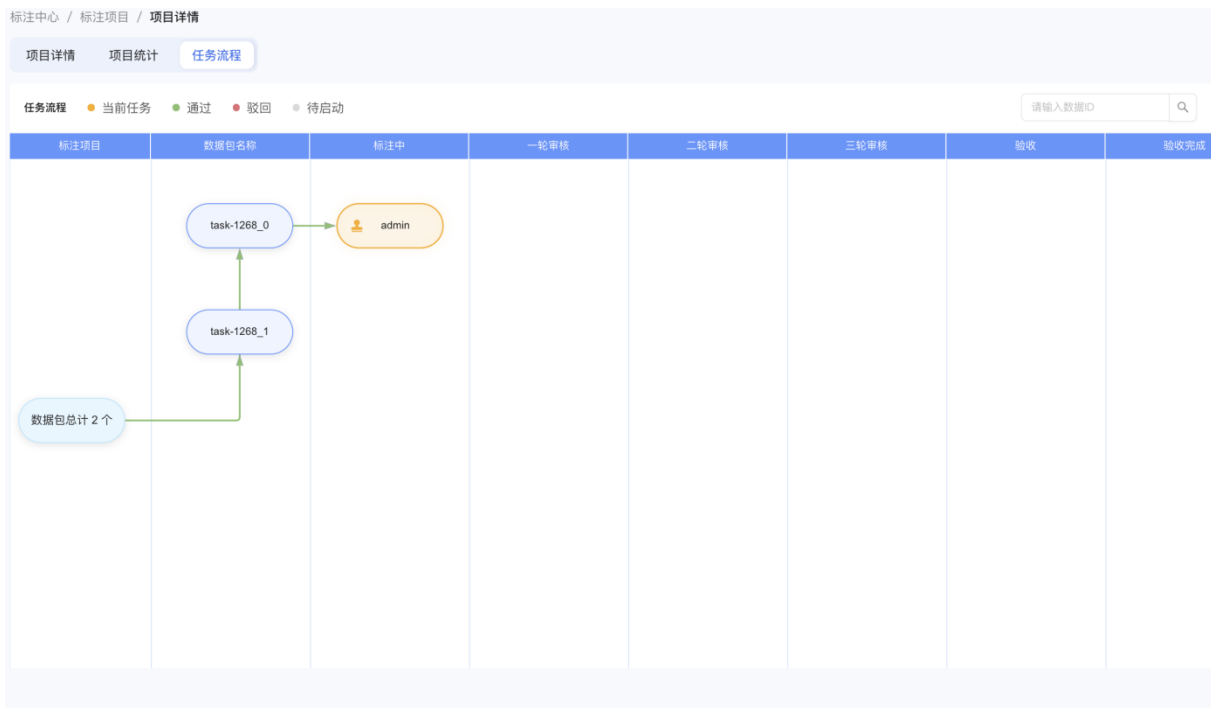 标注中心 / 标注项目 / 项目详情
项目详情 项目统计 任务流程
任务流程 当前任务 通过 驳回 待启动 请输入数据ID
标注项目 数据包名称 标注中 一轮审核 二轮审核 三轮审核 验收 验收完成
task-1268_0 admin
task-1268_1
数据包总计 2 个